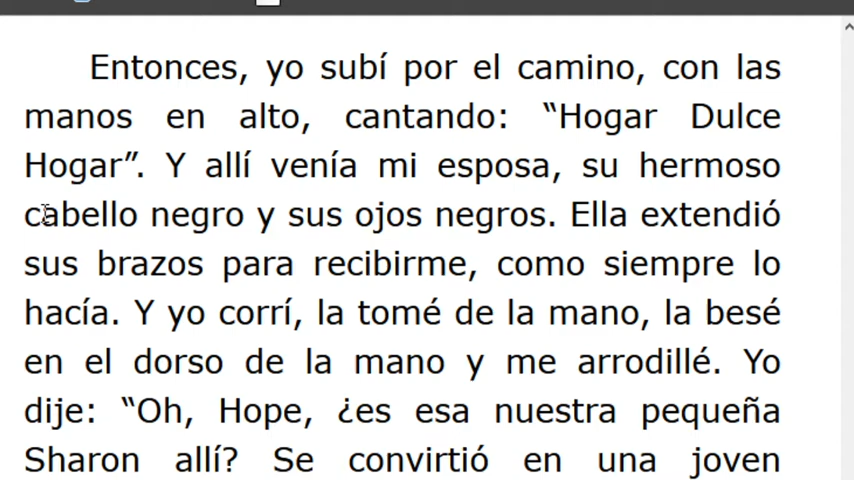 Entonces, yo subí por el camino, con las
manos en alto, cantando: “Hogar Dulce
Hogar”. Y allí venía mi esposa, su hermoso
cabello negro y sus ojos negros. Ella extendió
sus brazos para recibirme, como siempre lo
hacía. Y yo corrí, la tomé de la mano, la besé
en el dorso de la mano y me arrodillé. Yo
dije: “Oh, Hope, ¿es esa nuestra pequeña
Sharon allí? Se convirtió en una joven